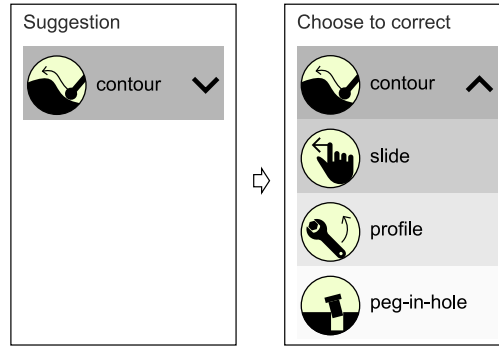 Suggestion
contour
Choose to correct
contour
slide
profile
peg-in-hole